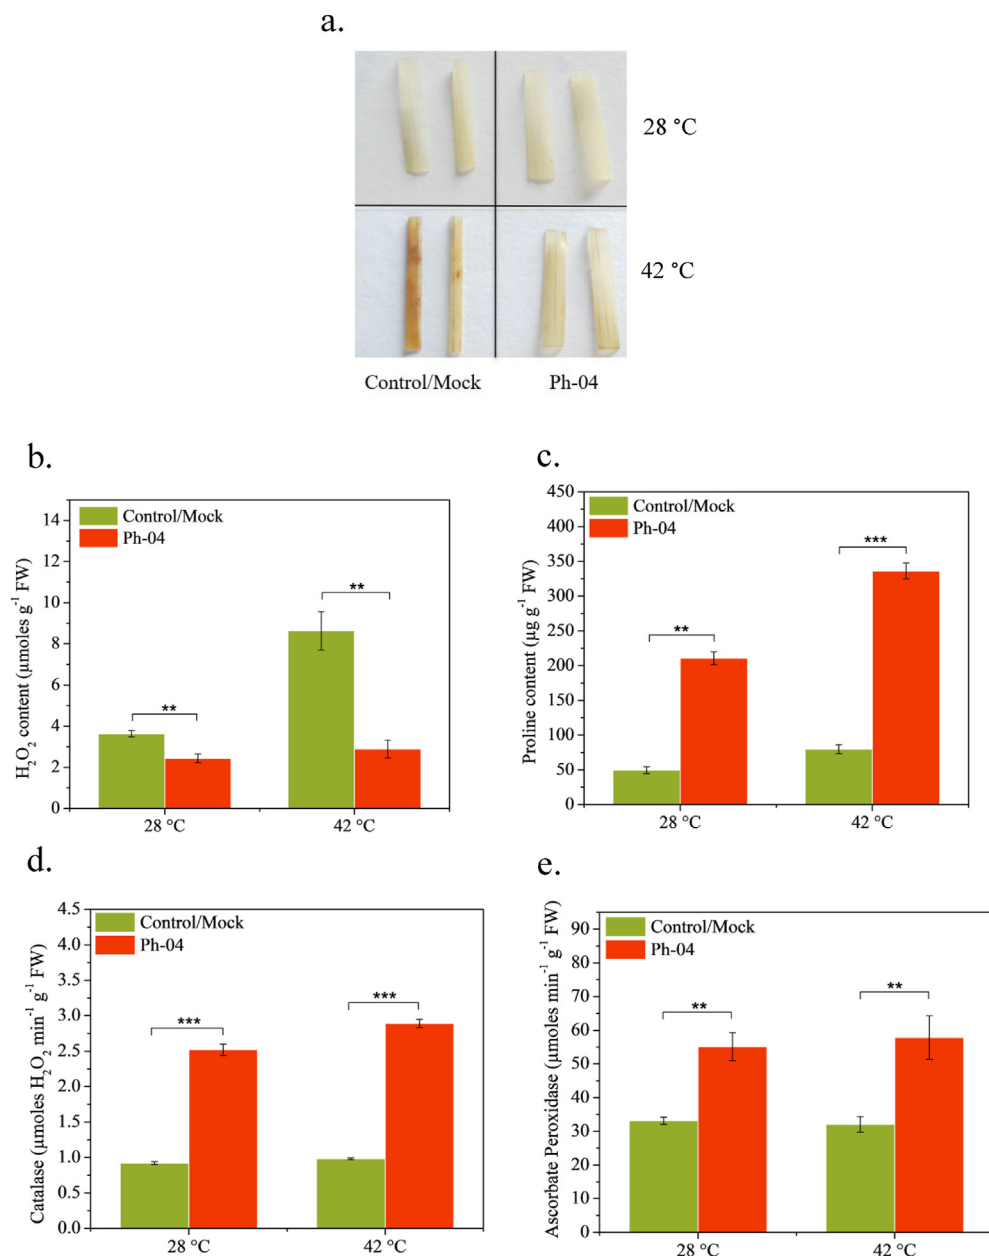 a.
28 °C
42 °C
Control/Mock Ph-04
b.
H₂O₂ content (µmoles g⁻¹ FW)
14
12
10
8
6
4
2
0
Control/Mock
Ph-04
**
**
28 °C 42 °C
c.
Proline content (µg g⁻¹ FW)
450
400
350
300
250
200
150
100
50
0
Control/Mock
Ph-04
**
***
28 °C 42 °C
d.
Catalase (µmoles H₂O₂ min⁻¹ g⁻¹ FW)
4.5
4.0
3.5
3.0
2.5
2.0
1.5
1.0
0.5
0.0
Control/Mock
Ph-04
***
***
28 °C 42 °C
e.
Ascorbate Peroxidase (µmoles min⁻¹ g⁻¹ FW)
90
80
70
60
50
40
30
20
10
0
Control/Mock
Ph-04
**
**
28 °C 42 °C